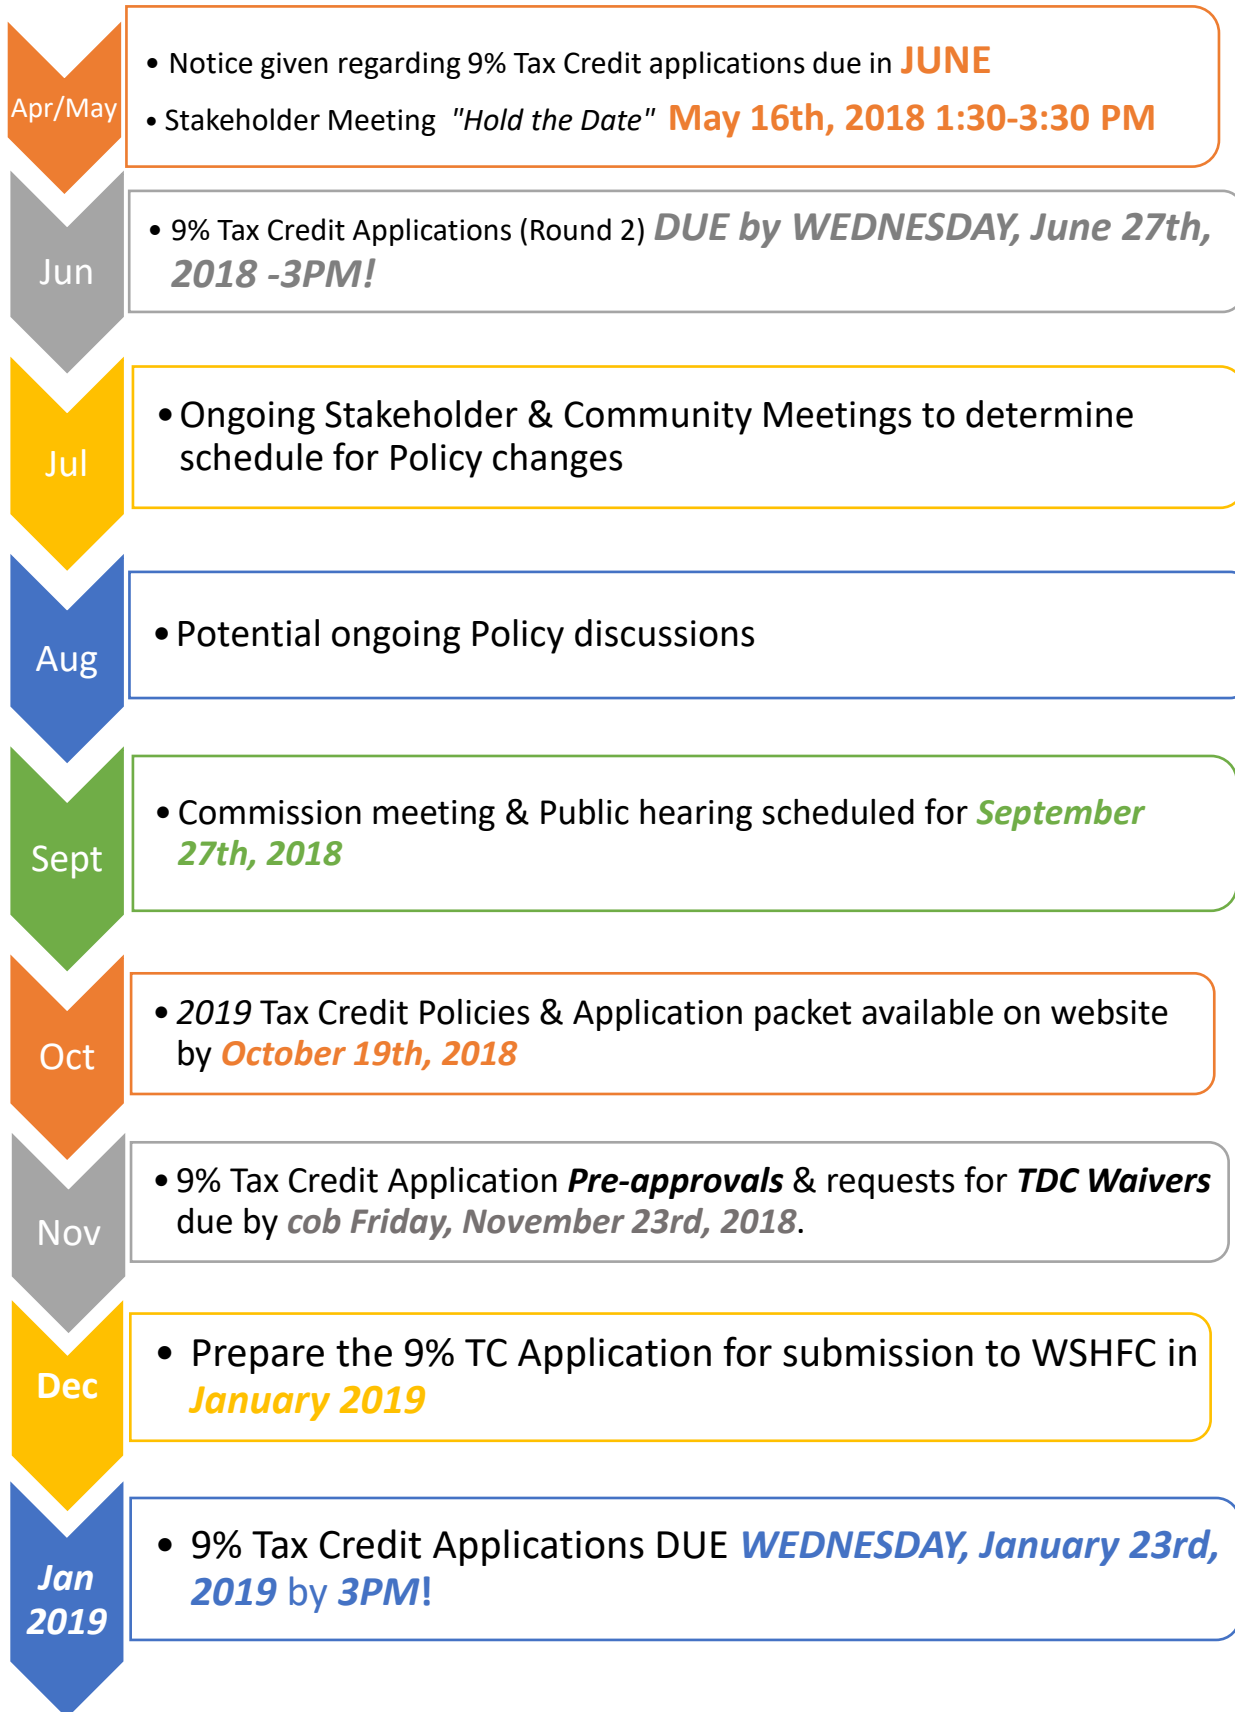 Apr/May
• Notice given regarding 9% Tax Credit applications due in JUNE
• Stakeholder Meeting "Hold the Date" May 16th, 2018 1:30-3:30 PM
Jun
• 9% Tax Credit Applications (Round 2) DUE by WEDNESDAY, June 27th,
2018 -3PM!
Jul
• Ongoing Stakeholder & Community Meetings to determine
schedule for Policy changes
Aug
• Potential ongoing Policy discussions
Sept
• Commission meeting & Public hearing scheduled for September
27th, 2018
Oct
• 2019 Tax Credit Policies & Application packet available on website
by October 19th, 2018
Nov
• 9% Tax Credit Application Pre-approvals & requests for TDC Waivers
due by cob Friday, November 23rd, 2018.
Dec
• Prepare the 9% TC Application for submission to WSHFC in
January 2019
Jan
2019
• 9% Tax Credit Applications DUE WEDNESDAY, January 23rd,
2019 by 3PM!